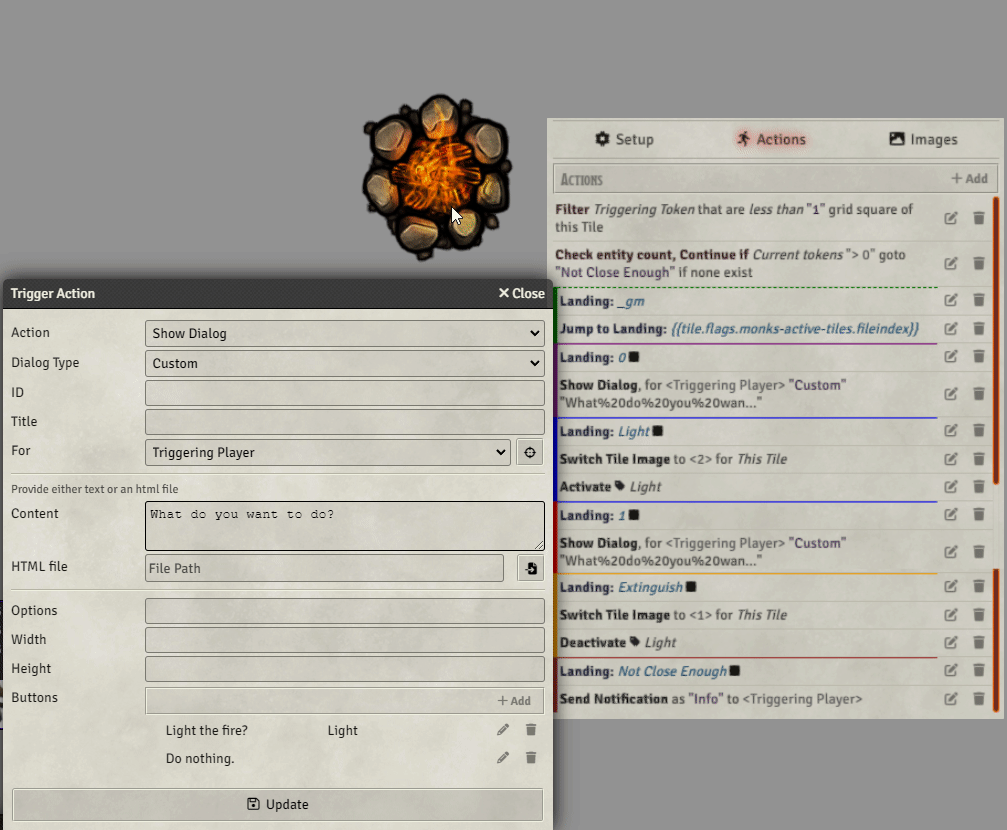 Setup
Actions
Images
ACTIONS
+ Add
Filter Triggering Token that are less than "1" grid square of
this Tile
Check entity count, Continue if Current tokens "> 0" goto
"Not Close Enough" if none exist
Landing: _gm
Jump to Landing: {{tile.flags.monks-active-tiles.fileindex}}
Landing: 0
Show Dialog, for <Triggering Player> "Custom"
"What%20do%20you%20wan..."
Landing: Light
Switch Tile Image to <2> for This Tile
Activate Light
Landing: 1
Show Dialog, for <Triggering Player> "Custom"
"What%20do%20you%20wan..."
Landing: Extinguish
Switch Tile Image to <1> for This Tile
Deactivate Light
Landing: Not Close Enough
Send Notification as "Info" to <Triggering Player>
Trigger Action
Close
Action
Show Dialog
Dialog Type
Custom
ID
Title
For
Triggering Player
Provide either text or an html file
Content
What do you want to do?
HTML file
File Path
Options
Width
Height
Buttons
+ Add
Light the fire? Light
Do nothing.
Update